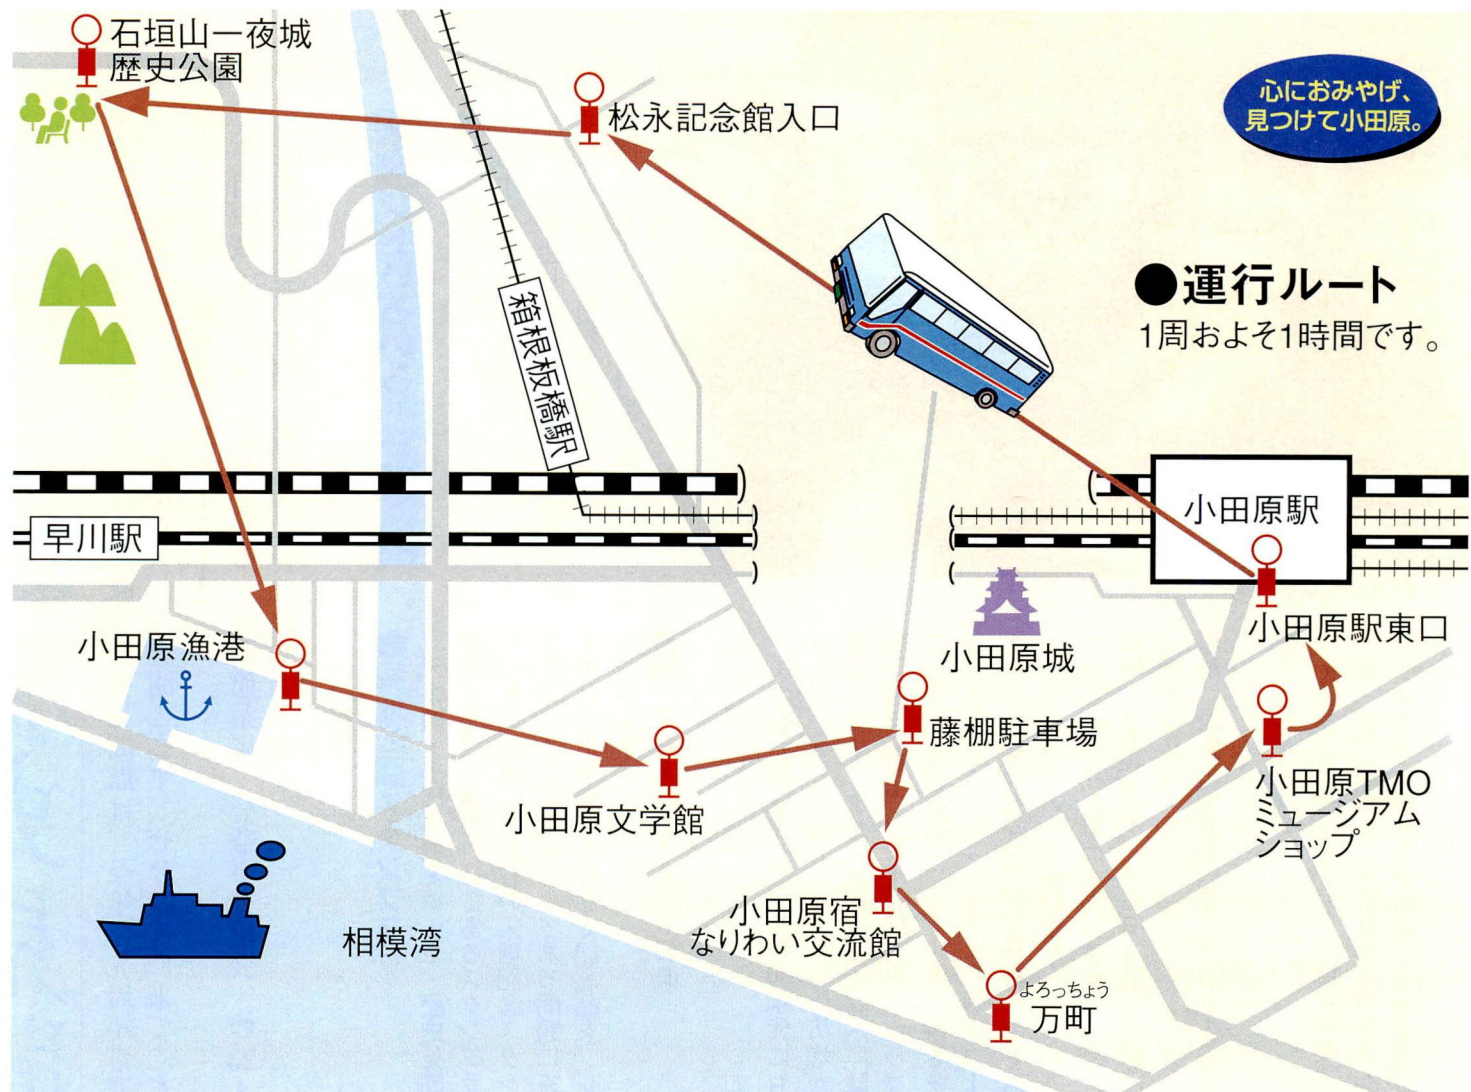 石垣山一夜城
歴史公園
松永記念館入口
心におみやげ、
見つけて小田原。
●運行ルート
1周およそ1時間です。
箱根板橋駅
小田原駅
早川駅
小田原駅東口
小田原漁港
小田原城
藤棚駐車場
小田原文学館
小田原TMO
ミュージアム
ショップ
小田原宿
なりわい交流館
相模湾
よろっちょう
万町